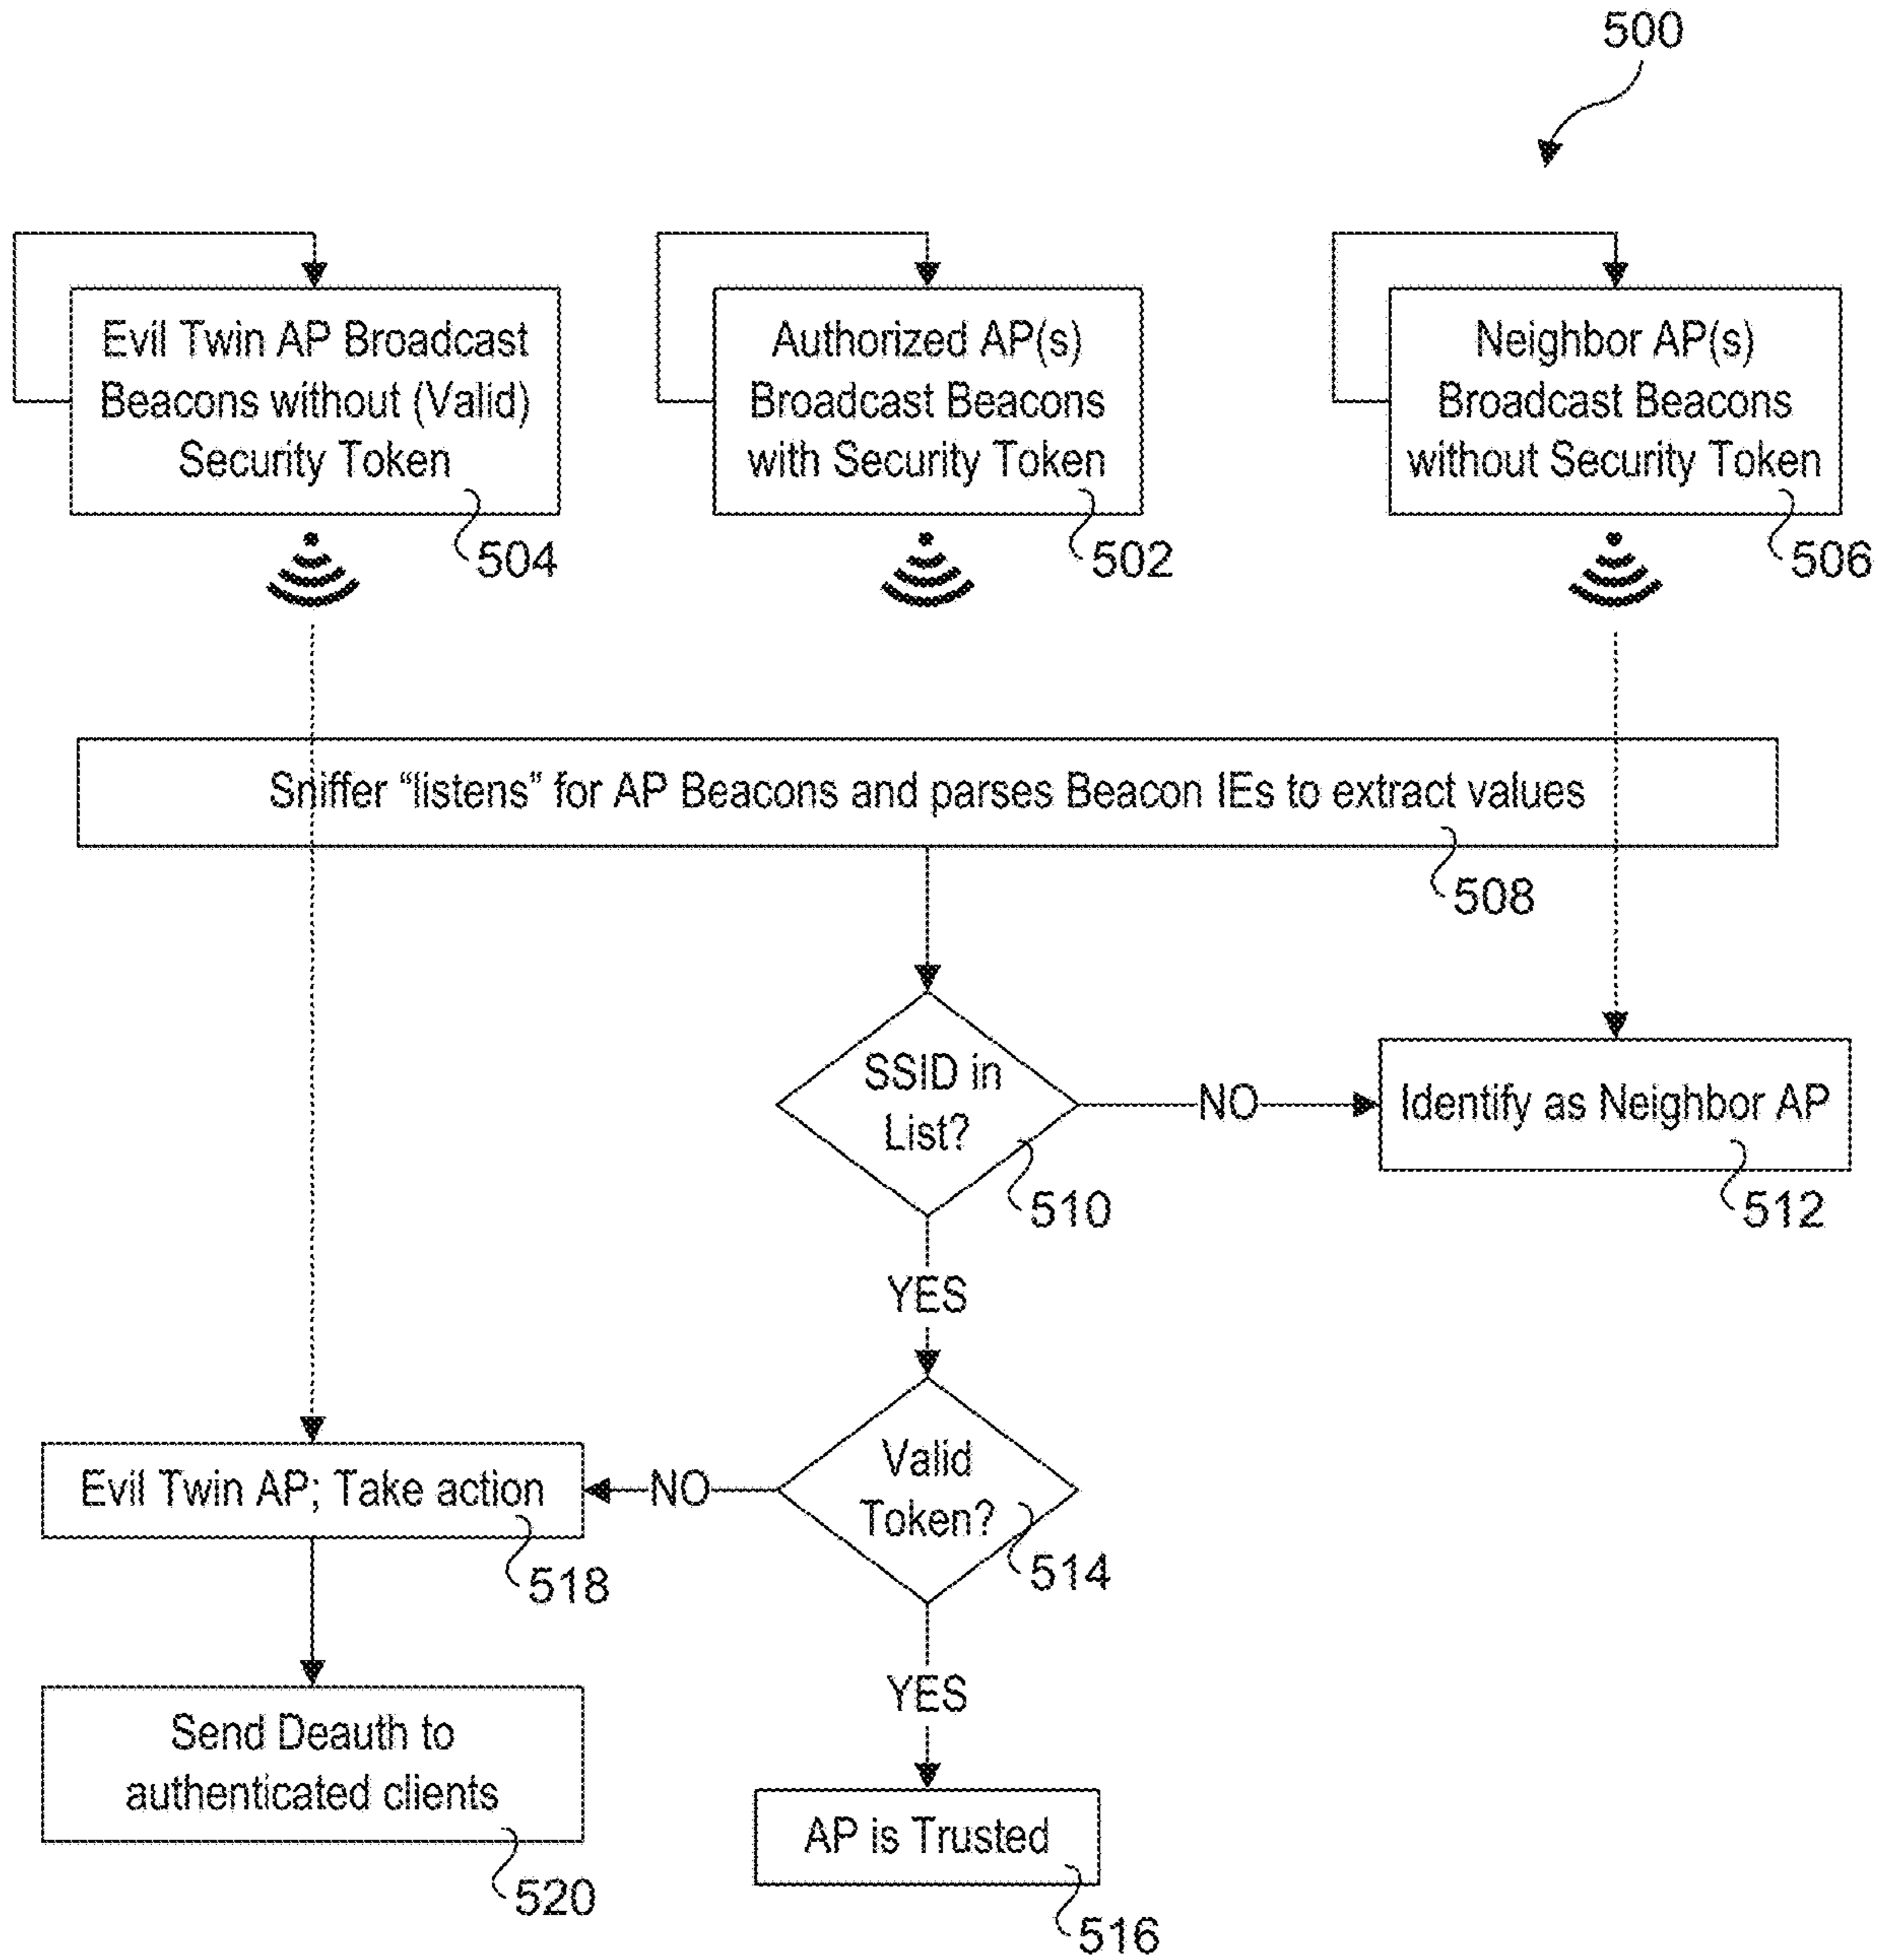 500
Evil Twin AP Broadcast
Beacons without (Valid)
Security Token
504
Authorized AP(s)
Broadcast Beacons
with Security Token
502
Neighbor AP(s)
Broadcast Beacons
without Security Token
506
Sniffer “listens” for AP Beacons and parses Beacon IEs to extract values
508
SSID in
List?
510
NO
Identify as Neighbor AP
512
YES
Valid
Token?
514
NO
Evil Twin AP; Take action
518
Send Deauth to
authenticated clients
520
YES
AP is Trusted
516